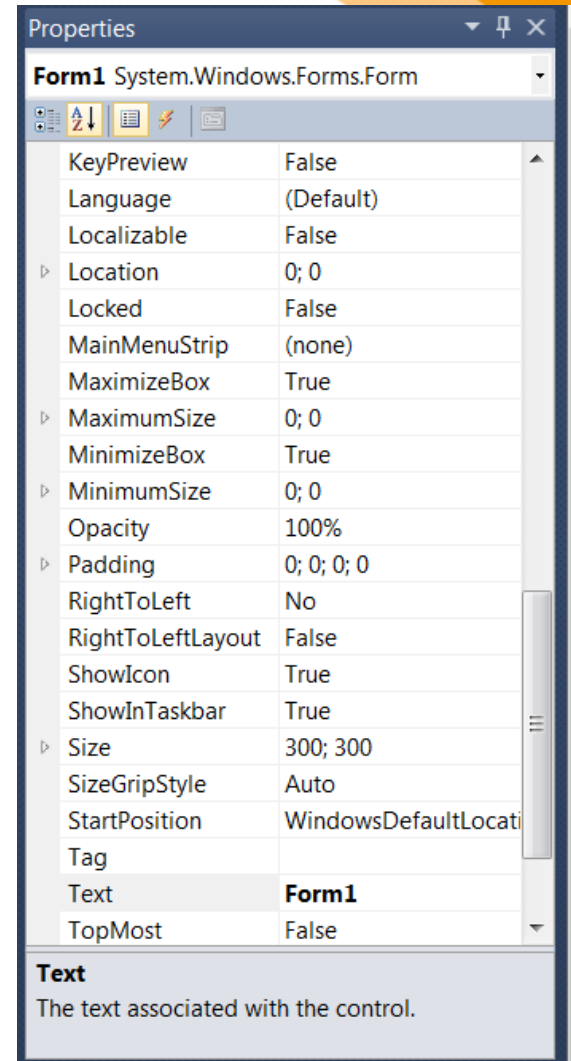 Properties
Form1 System.Windows.Forms.Form
KeyPreview False
Language (Default)
Localizable False
Location 0; 0
Locked False
MainMenuStrip (none)
MaximizeBox True
MaximumSize 0; 0
MinimizeBox True
MinimumSize 0; 0
Opacity 100%
Padding 0; 0; 0; 0
RightToLeft No
RightToLeftLayout False
ShowIcon True
ShowInTaskbar True
Size 300; 300
SizeGripStyle Auto
StartPosition WindowsDefaultLocati
Tag
Text Form1
TopMost False
Text
The text associated with the control.